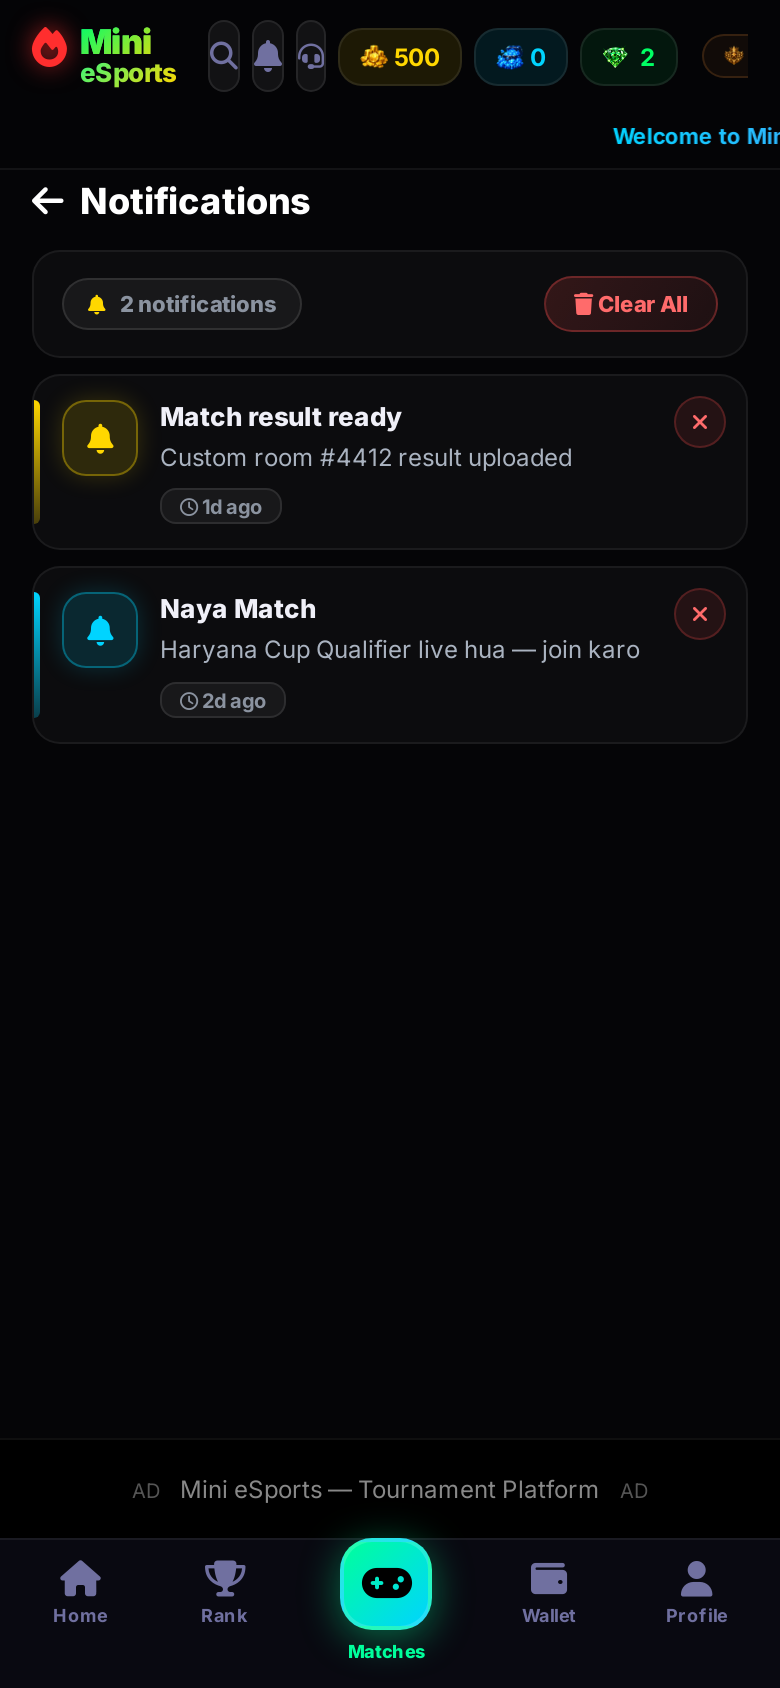 Mini
eSports
500
0
2
Welcome to
Notifications
2 notifications
Clear All
Match result ready
Custom room #4412 result uploaded
1d ago
Naya Match
Haryana Cup Qualifier live hua — join karo
2d ago
AD Mini eSports — Tournament Platform AD
Home
Rank
Matches
Wallet
Profile